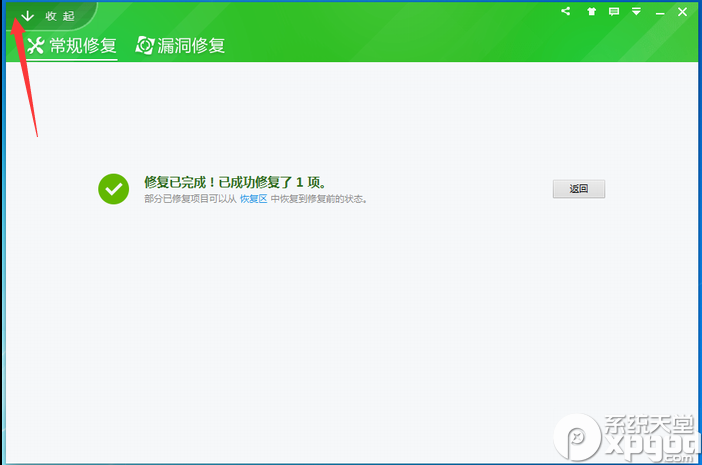 收起
常规修复 漏洞修复
修复已完成！已成功修复了 1 项。
部分已修复项目可以从 恢复区 中恢复到修复前的状态。
返回
系统天堂